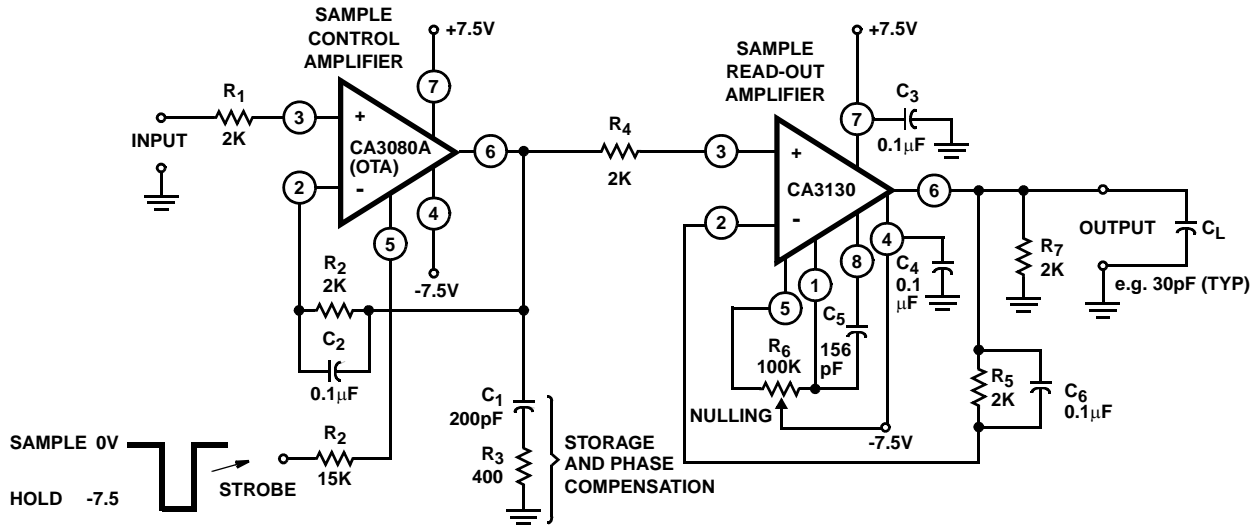 SAMPLE
CONTROL
AMPLIFIER
+7.5V
7
R1
2K
INPUT
3
+
CA3080A
(OTA)
-
2
6
4
5
-7.5V
R2
2K
C2
0.1μF
R4
2K
C1
200pF
R3
400
STORAGE
AND PHASE
COMPENSATION
SAMPLE 0V
HOLD -7.5
STROBE
R2
15K
SAMPLE
READ-OUT
AMPLIFIER
+7.5V
7
C3
0.1μF
3
+
CA3130
-
2
6
4
8
1
5
C4
0.1
μF
C5
156
pF
R6
100K
NULLING
-7.5V
R7
2K
OUTPUT
CL
e.g. 30pF (TYP)
R5
2K
C6
0.1μF